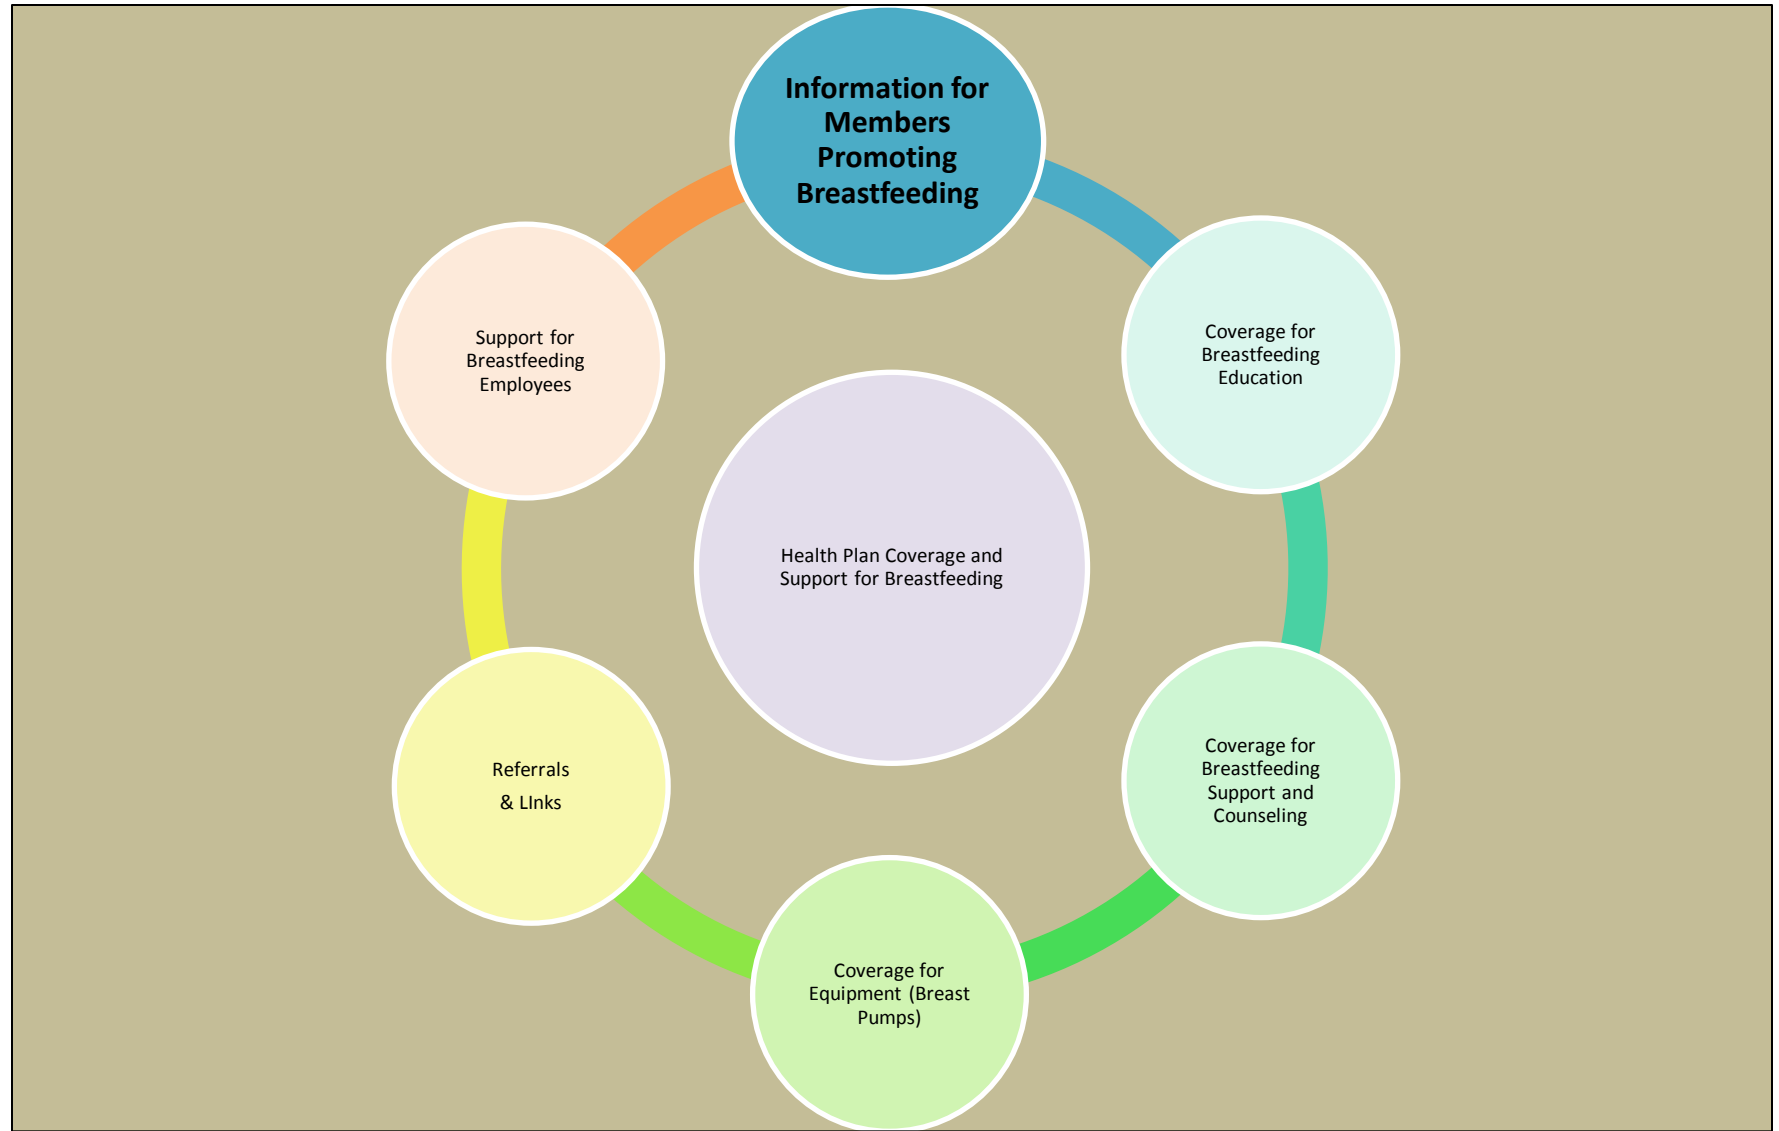 Information for
Members
Promoting
Breastfeeding
Coverage for
Breastfeeding
Education
Coverage for
Breastfeeding
Support and
Counseling
Coverage for
Equipment (Breast
Pumps)
Referrals
& LInks
Support for
Breastfeeding
Employees
Health Plan Coverage and
Support for Breastfeeding